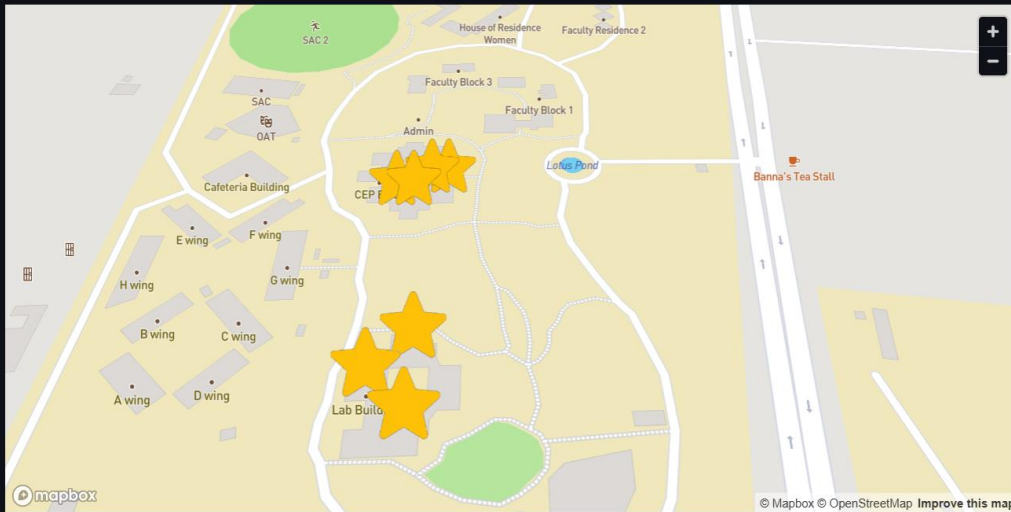 SAC 2
House of Residence
Women
Faculty Residence 2
+
−
Faculty Block 3
SAC
Faculty Block 1
OAT
Admin
Lotus Pond
Banna's Tea Stall
Cafeteria Building
CEP
E wing
F wing
G wing
H wing
B wing
C wing
A wing
D wing
Lab Build
mapbox
© Mapbox © OpenStreetMap Improve this map